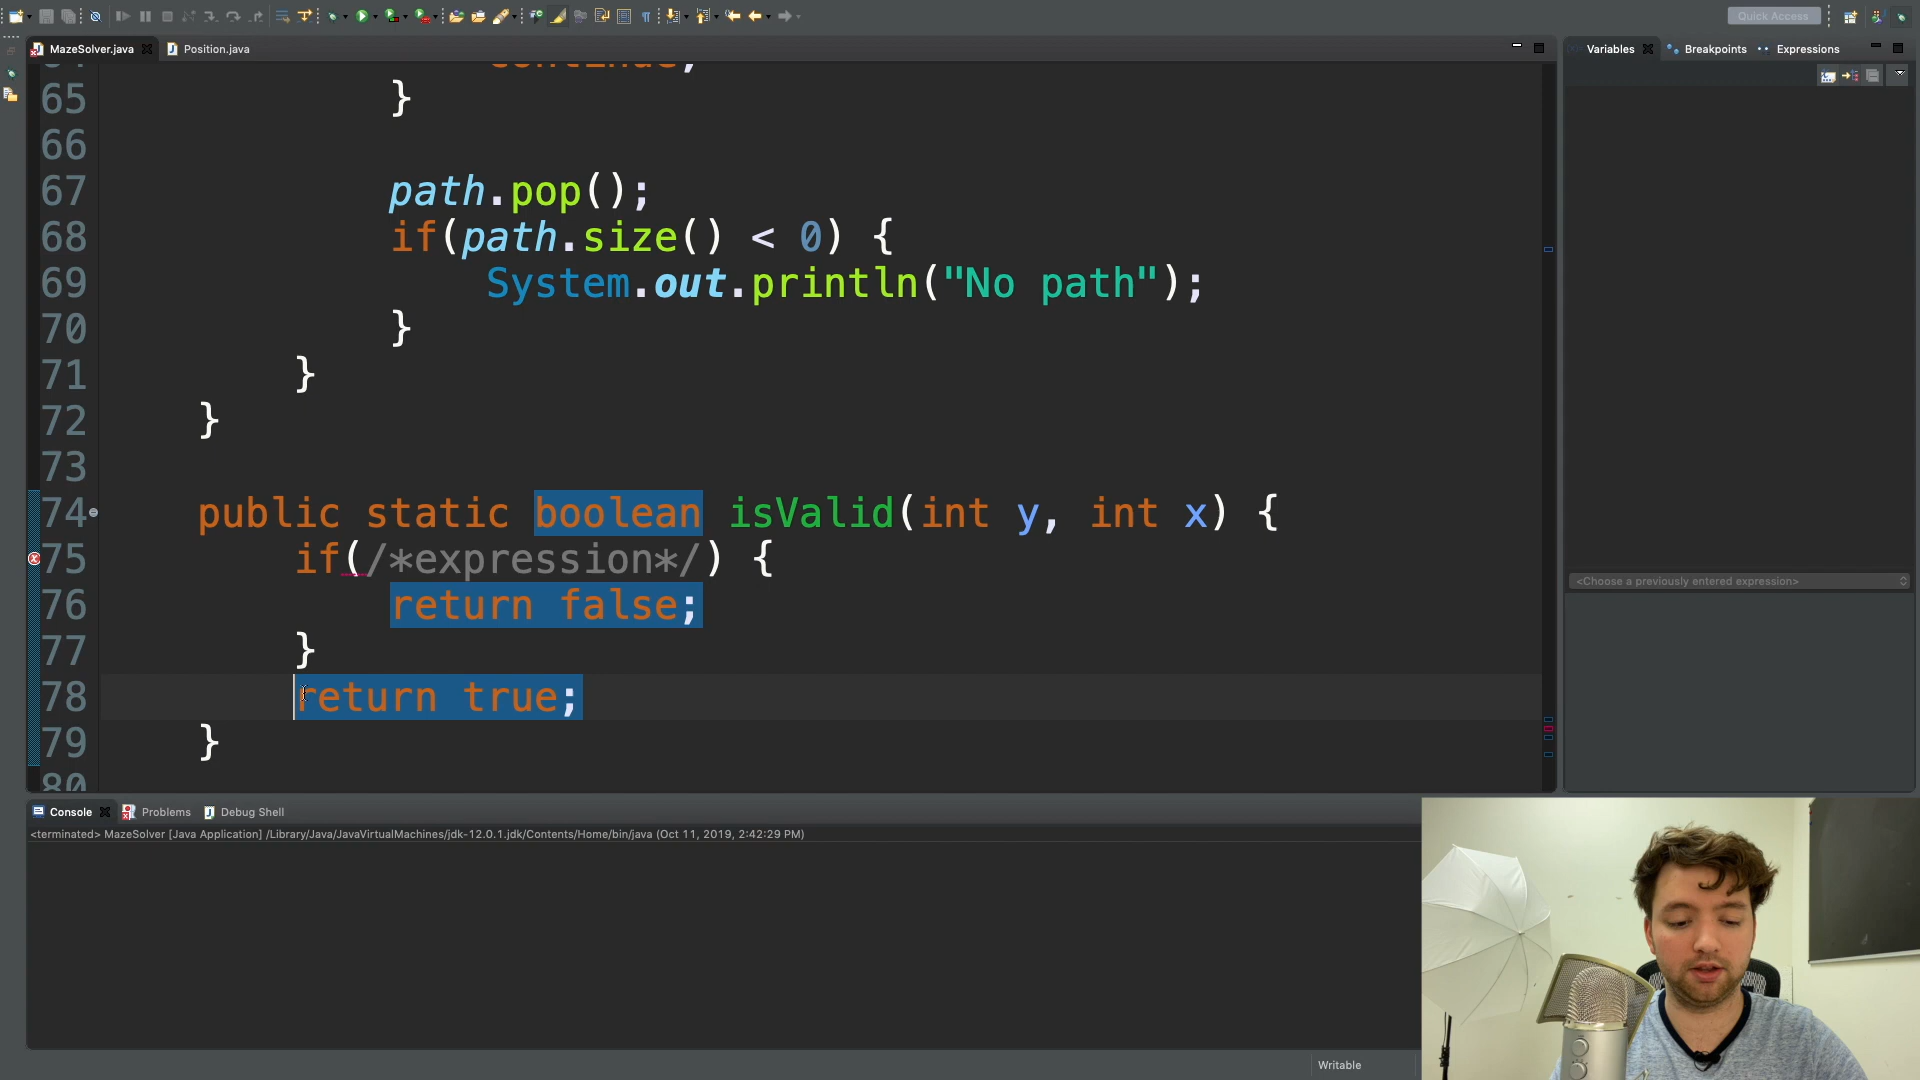 Quick Access
MazeSolver.java
Position.java
Variables
Breakpoints
Expressions
continue;
65 }
66
67 path.pop();
68 if(path.size() < 0) {
69 System.out.println("No path");
70 }
71 }
72 }
73
74 public static boolean isValid(int y, int x) {
75 if(/*expression*/) {
76 return false;
77 }
78 return true;
79 }
80
<Choose a previously entered expression>
Console
Problems
Debug Shell
<terminated> MazeSolver [Java Application] /Library/Java/JavaVirtualMachines/jdk-12.0.1.jdk/Contents/Home/bin/java (Oct 11, 2019, 2:42:29 PM)
Writable